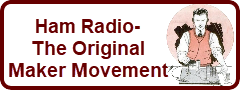 Ham Radio-
The Original
Maker Movement